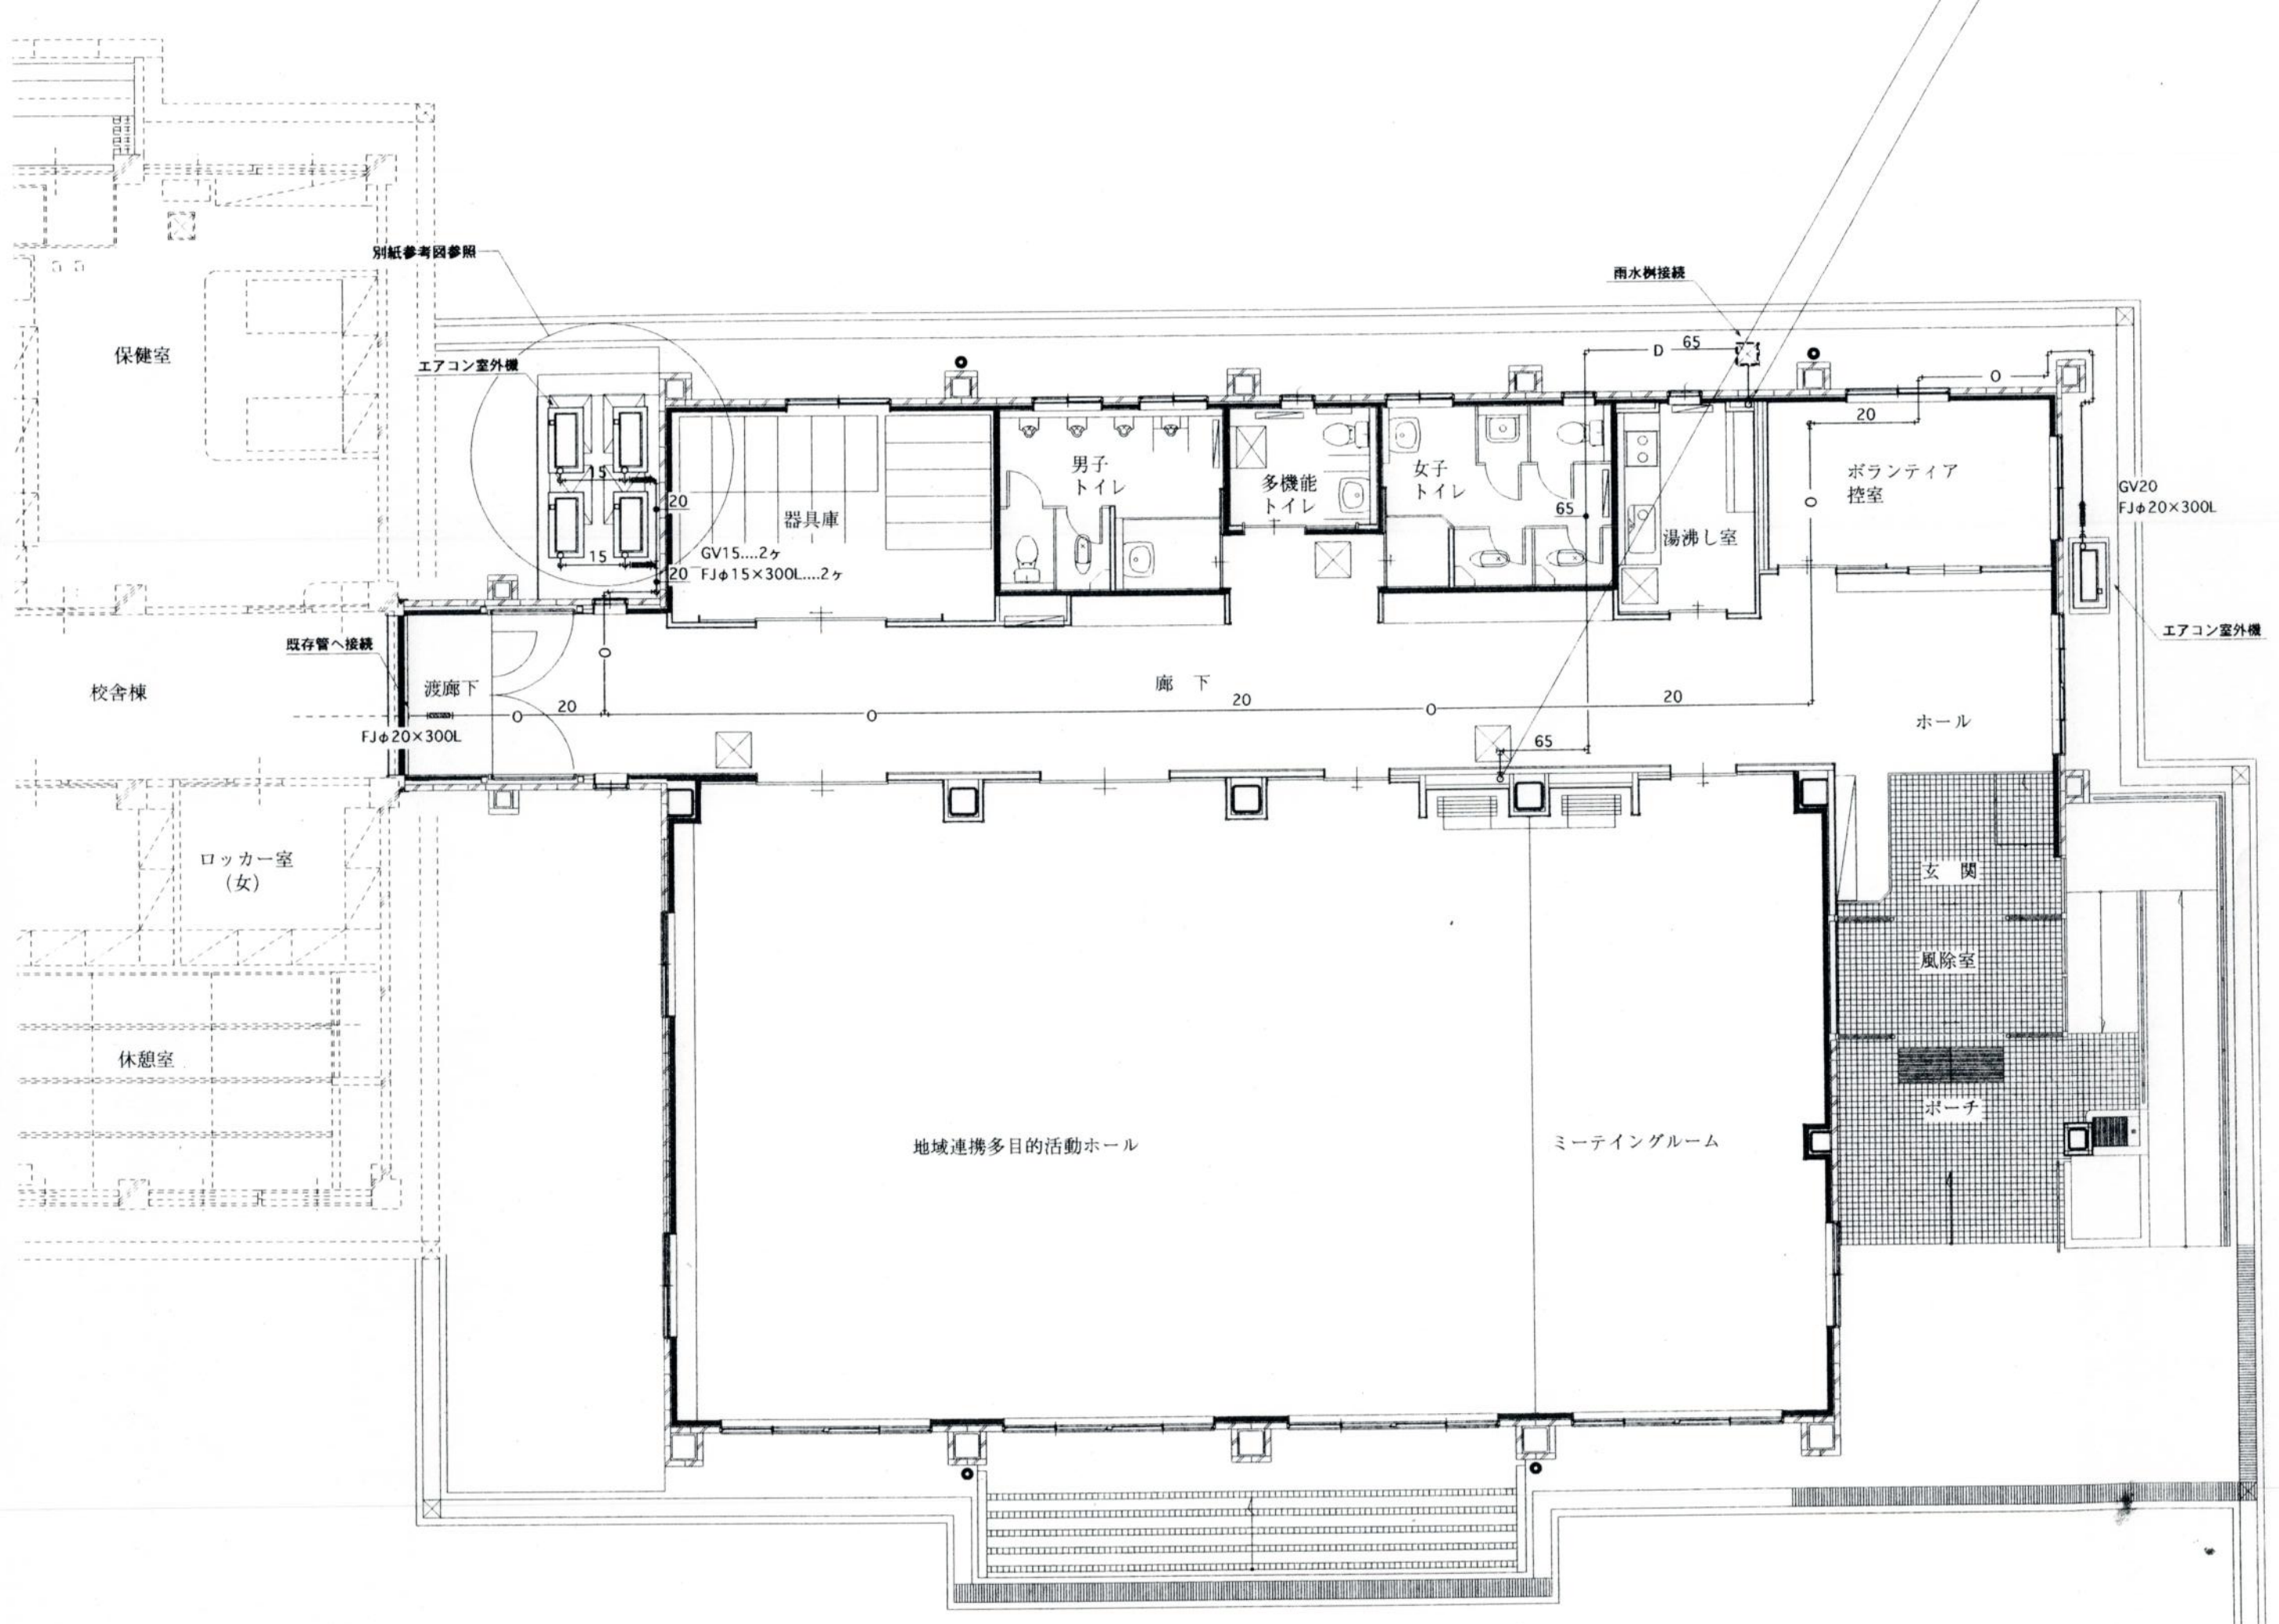 別紙参考図参照
雨水桝接続
保健室
エアコン室外機
D
65
O
20
15
20
器具庫
男子
トイレ
多機能
トイレ
女子
トイレ
65
湯沸し室
O
ボランティア
控室
GV20
FJφ20×300L
15
20
GV15....2ヶ
FJφ15×300L....2ヶ
エアコン室外機
既存管へ接続
O
校舎棟
渡廊下
廊 下
O
20
O
20
O
20
ホール
FJφ20×300L
65
ロッカー室
(女)
玄 関
風除室
休憩室
ポーチ
地域連携多目的活動ホール
ミーテイングルーム